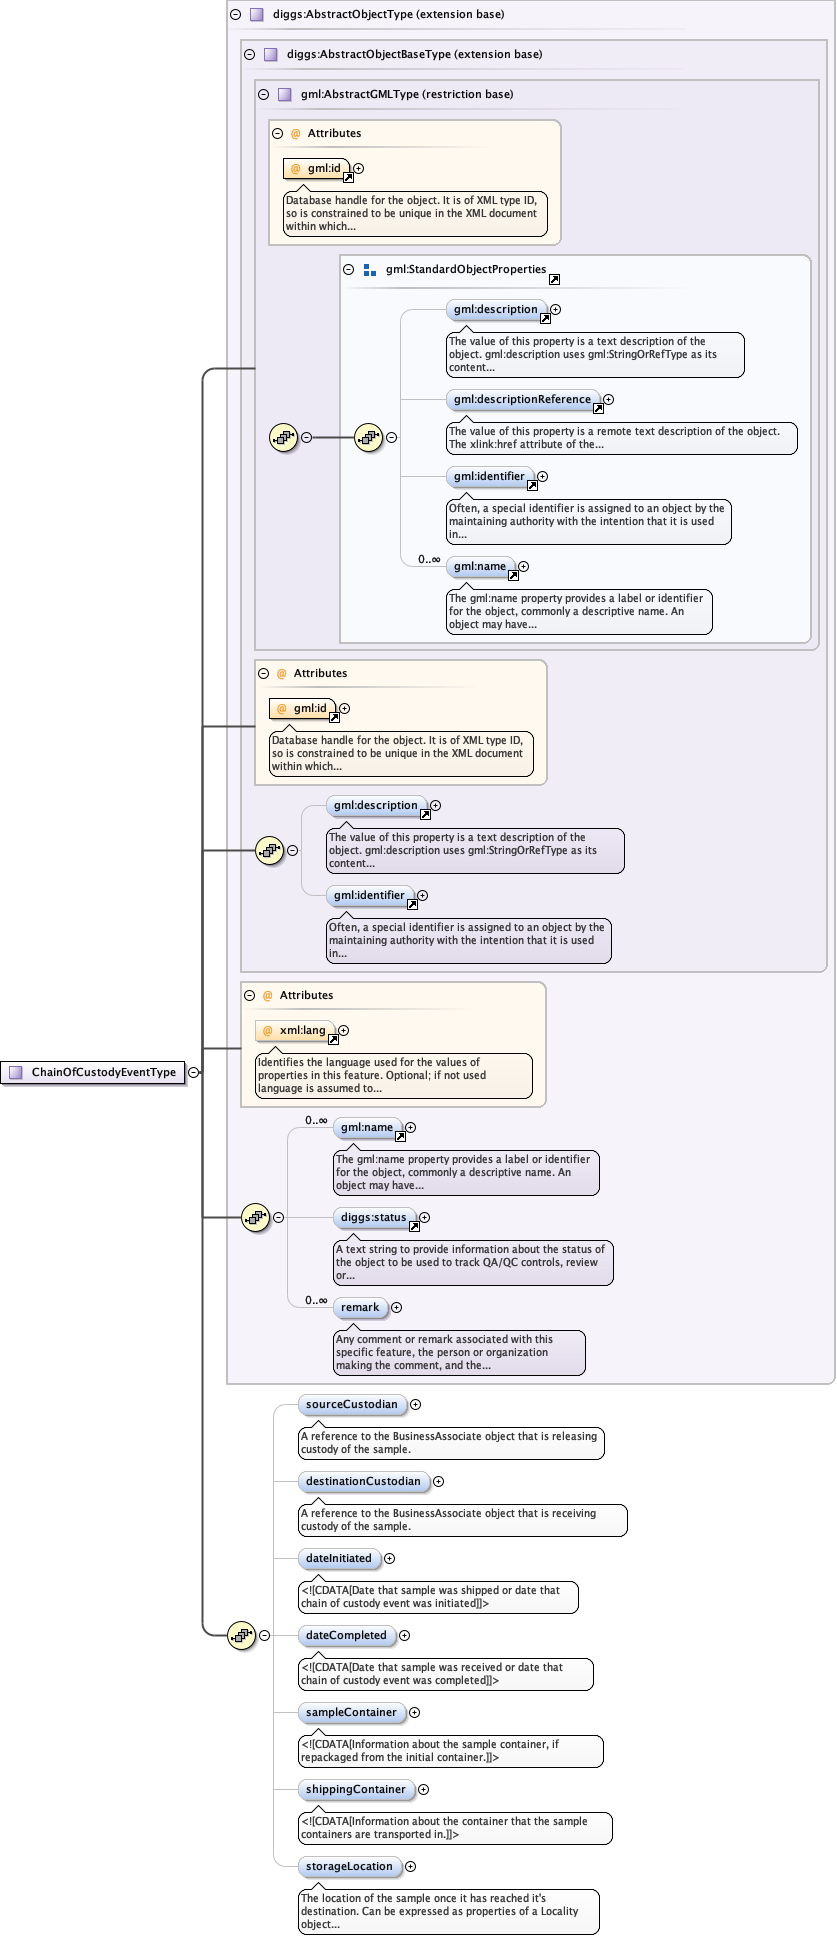 diggs:AbstractObjectType (extension base)
diggs:AbstractObjectBaseType (extension base)
gml:AbstractGMLType (restriction base)
@ Attributes
@ gml:id
Database handle for the object. It is of XML type ID,
so is constrained to be unique in the XML document
within which...
gml:StandardObjectProperties
gml:description
The value of this property is a text description of the
object. gml:description uses gml:StringOrRefType as its
content...
gml:descriptionReference
The value of this property is a remote text description of the object.
The xlink:href attribute of the...
gml:identifier
Often, a special identifier is assigned to an object by the
maintaining authority with the intention that it is used
in...
0..∞
gml:name
The gml:name property provides a label or identifier
for the object, commonly a descriptive name. An
object may have...
@ Attributes
@ gml:id
Database handle for the object. It is of XML type ID,
so is constrained to be unique in the XML document
within which...
gml:description
The value of this property is a text description of the
object. gml:description uses gml:StringOrRefType as its
content...
gml:identifier
Often, a special identifier is assigned to an object by the
maintaining authority with the intention that it is used
in...
@ Attributes
@ xml:lang
Identifies the language used for the values of
properties in this feature. Optional; if not used
language is assumed to...
ChainOfCustodyEventType
0..∞
gml:name
The gml:name property provides a label or identifier
for the object, commonly a descriptive name. An
object may have...
diggs:status
A text string to provide information about the status of
the object to be used to track QA/QC controls, review
or...
0..∞
remark
Any comment or remark associated with this
specific feature, the person or organization
making the comment, and the...
sourceCustodian
A reference to the BusinessAssociate object that is releasing
custody of the sample.
destinationCustodian
A reference to the BusinessAssociate object that is receiving
custody of the sample.
dateInitiated
<![CDATA[Date that sample was shipped or date that
chain of custody event was initiated]]>
dateCompleted
<![CDATA[Date that sample was received or date that
chain of custody event was completed]]>
sampleContainer
<![CDATA[Information about the sample container, if
repackaged from the initial container.]]>
shippingContainer
<![CDATA[Information about the container that the sample
containers are transported in.]]>
storageLocation
The location of the sample once it has reached it's
destination. Can be expressed as properties of a Locality
object...